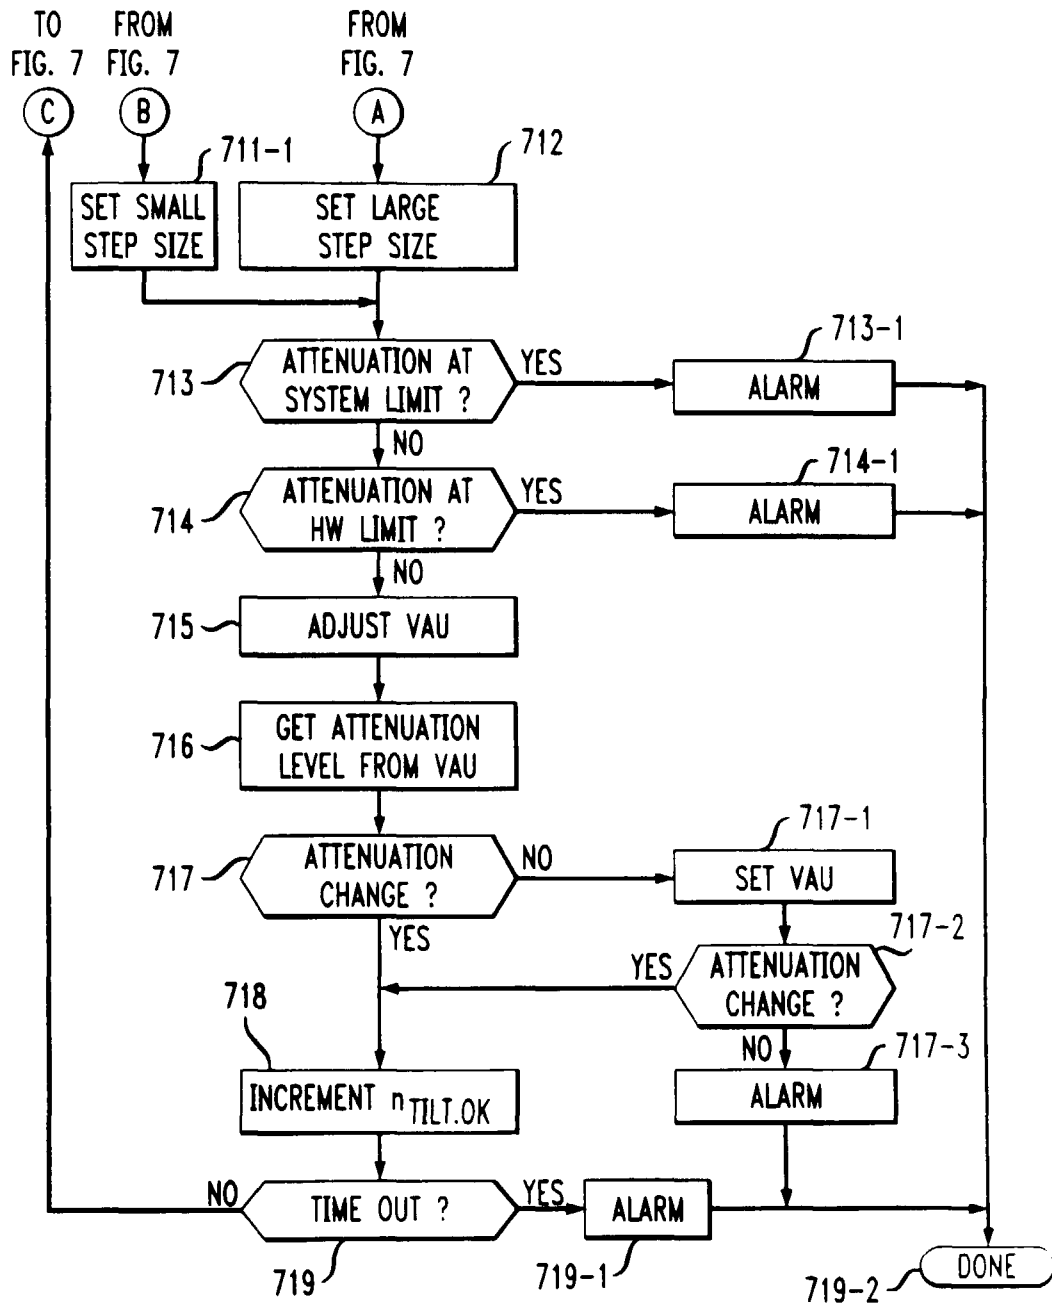 TO
FIG. 7
FROM
FIG. 7
FROM
FIG. 7
C
B
A
711-1
712
SET SMALL
STEP SIZE
SET LARGE
STEP SIZE
713
ATTENUATION AT
SYSTEM LIMIT ?
YES
713-1
ALARM
NO
714
ATTENUATION AT
HW LIMIT ?
YES
714-1
ALARM
NO
715
ADJUST VAU
716
GET ATTENUATION
LEVEL FROM VAU
717
ATTENUATION
CHANGE ?
NO
717-1
SET VAU
YES
717-2
YES
ATTENUATION
CHANGE ?
NO
717-3
ALARM
718
INCREMENT nTILT.OK
NO
TIME OUT ?
YES
ALARM
719
719-1
DONE
719-2